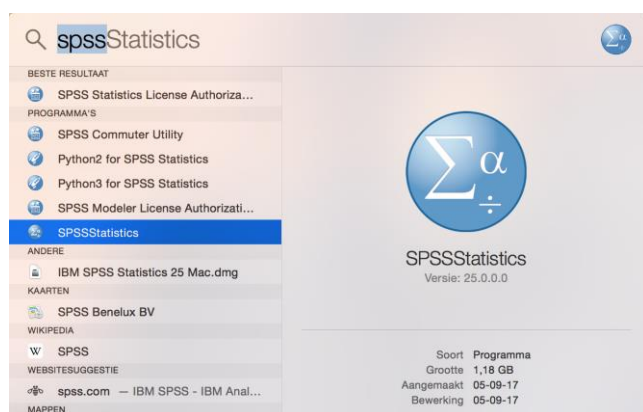 spssStatistics
BESTE RESULTAAT
SPSS Statistics License Authoriza...
PROGRAMMA'S
SPSS Commuter Utility
Python2 for SPSS Statistics
Python3 for SPSS Statistics
SPSS Modeler License Authorizati...
SPSSStatistics
ANDERE
IBM SPSS Statistics 25 Mac.dmg
KAARTEN
SPSS Benelux BV
WIKIPEDIA
W SPSS
WEBSITESUGGESTIE
spss.com — IBM SPSS - IBM Anal...
MAPPEN
Σα
÷
Σα
÷
SPSSStatistics
Versie: 25.0.0.0
Soort Programma
Grootte 1,18 GB
Aangemaakt 05-09-17
Bewerking 05-09-17